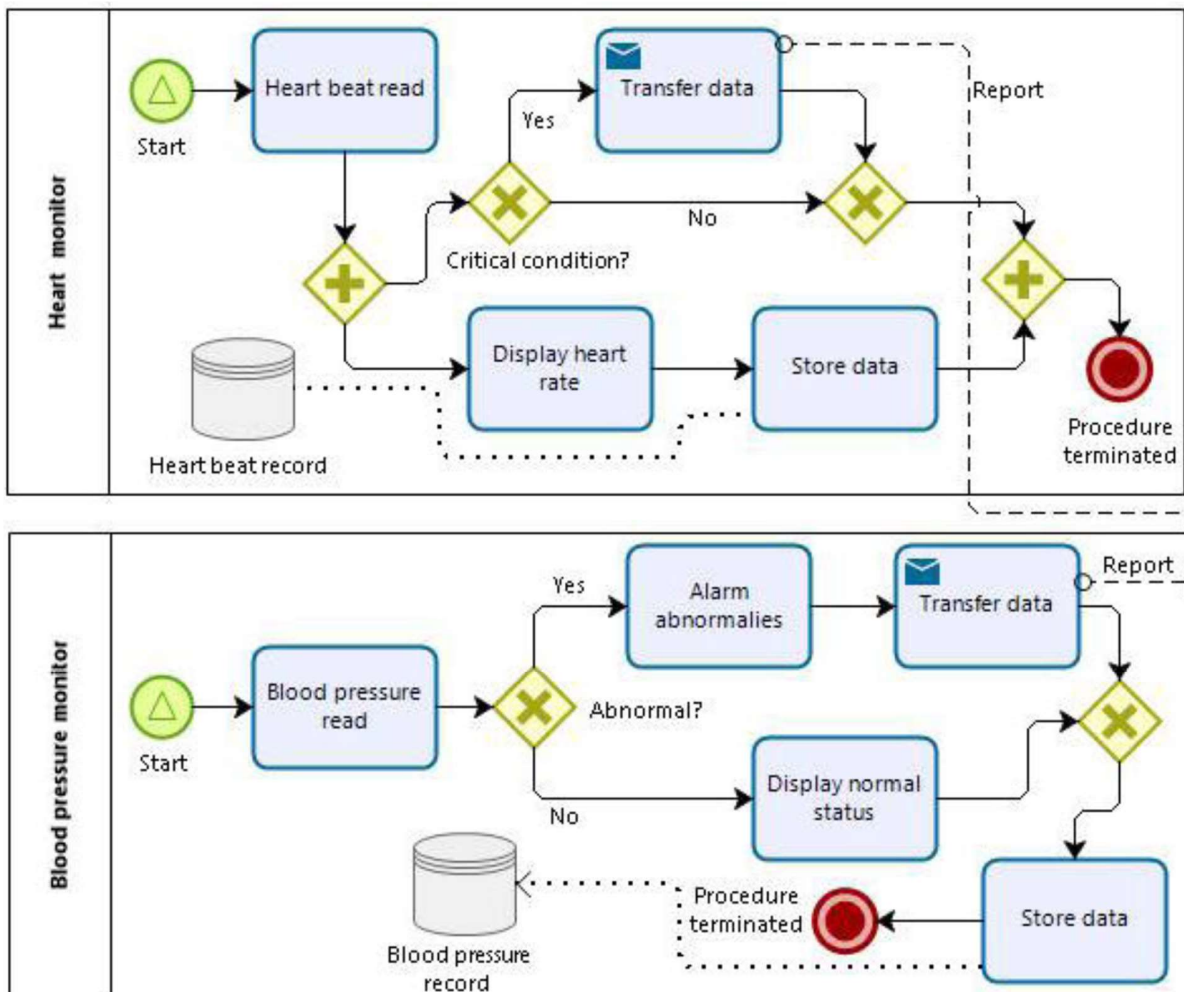 Heart monitor
Start
Heart beat read
Yes
Transfer data
Report
No
Critical condition?
Display heart
rate
Store data
Heart beat record
Procedure
terminated
Blood pressure monitor
Start
Blood pressure
read
Yes
Abnormal?
No
Alarm
abnormalies
Transfer data
Report
Display normal
status
Store data
Procedure
terminated
Blood pressure
record